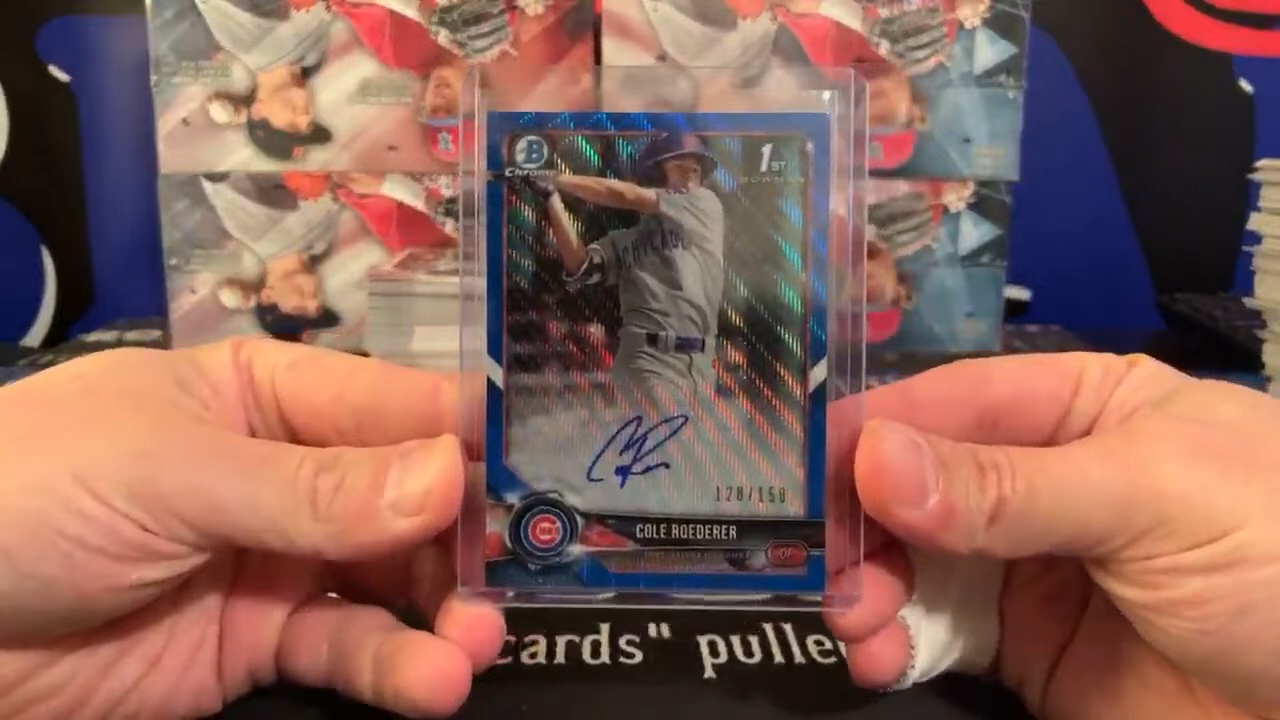 B
Chrome
1ST
BOWMAN
CHICAGO
128/150
COLE ROEDERER
OF
cards" pulle